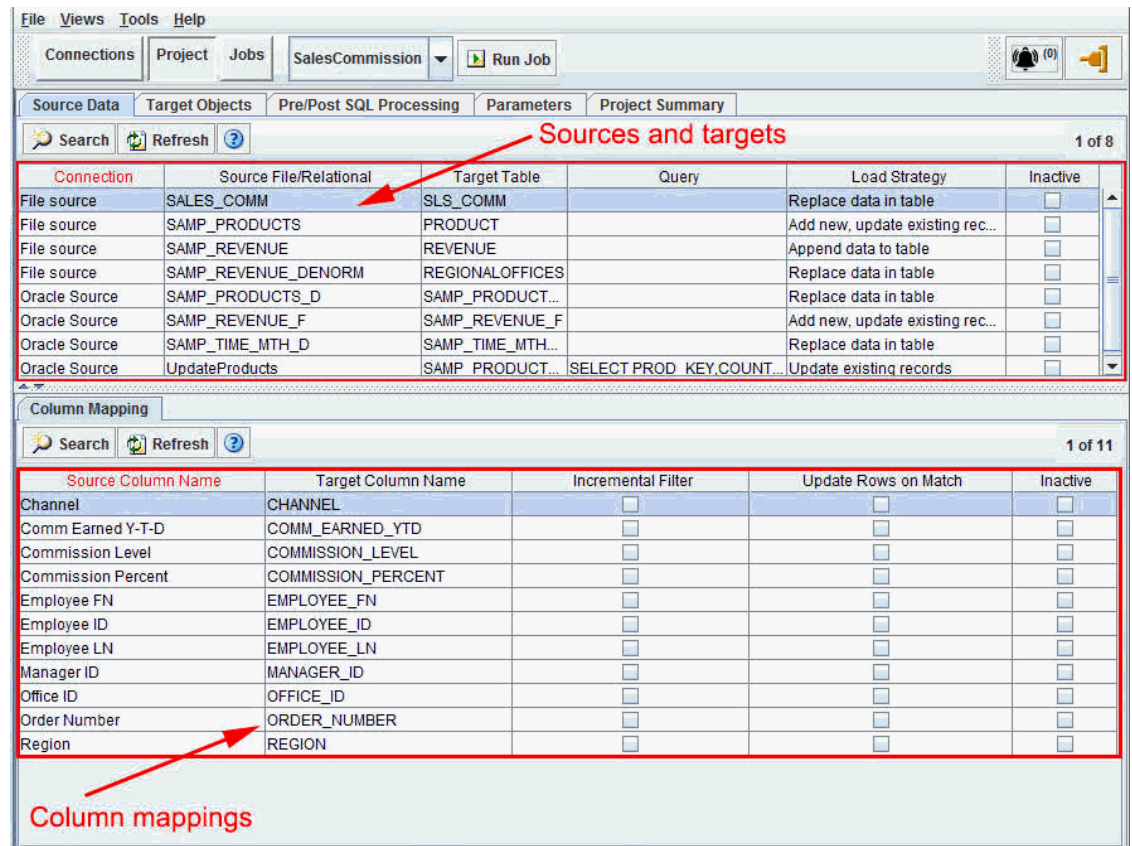 File Views Tools Help
Connections Project Jobs SalesCommission Run Job (0)
Source Data Target Objects Pre/Post SQL Processing Parameters Project Summary
Search Refresh ? Sources and targets 1 of 8
Connection Source File/Relational Target Table Query Load Strategy Inactive
File source SALES_COMM SLS_COMM Replace data in table
File source SAMP_PRODUCTS PRODUCT Add new, update existing rec...
File source SAMP_REVENUE REVENUE Append data to table
File source SAMP_REVENUE_DENORM REGIONALOFFICES Replace data in table
Oracle Source SAMP_PRODUCTS_D SAMP_PRODUCT... Replace data in table
Oracle Source SAMP_REVENUE_F SAMP_REVENUE_F Add new, update existing rec...
Oracle Source SAMP_TIME_MTH_D SAMP_TIME_MTH... Replace data in table
Oracle Source UpdateProducts SAMP_PRODUCT... SELECT PROD_KEY,COUNT... Update existing records
Column Mapping
Search Refresh ? 1 of 11
Source Column Name Target Column Name Incremental Filter Update Rows on Match Inactive
Channel CHANNEL
Comm Earned Y-T-D COMM_EARNED_YTD
Commission Level COMMISSION_LEVEL
Commission Percent COMMISSION_PERCENT
Employee FN EMPLOYEE_FN
Employee ID EMPLOYEE_ID
Employee LN EMPLOYEE_LN
Manager ID MANAGER_ID
Office ID OFFICE_ID
Order Number ORDER_NUMBER
Region REGION
Column mappings